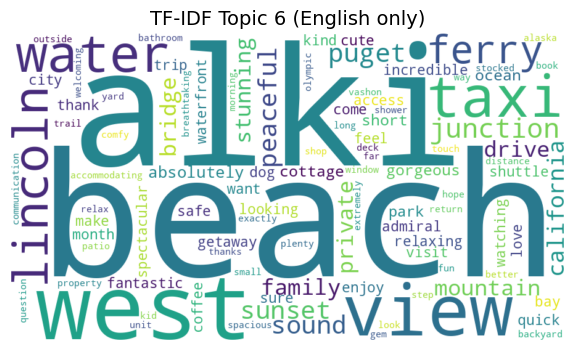 TF-IDF Topic 6 (English only)
outside bathroom kind cute alaska
water alki ferry
welcoming city trip stunning peaceful puget incredible stocked book
breathtaking olympic ocean way
thank yard bridge waterfront morning vashon come access taxi
trail long shower short
comfy feel junction
lincoln shop deck far touch drive
communication accommodating absolutely dog cottage window gorgeous distance shuttle california
want
relax safe looking private extremely park hope
make beach admiral return watching
month spectacular getaway exactly relaxing love
patio thanks plenty visit fun
property fantastic small family enjoy mountain better
question west coffee sure sunset view step bay
kid sound look quick
unit spacious gem backyard